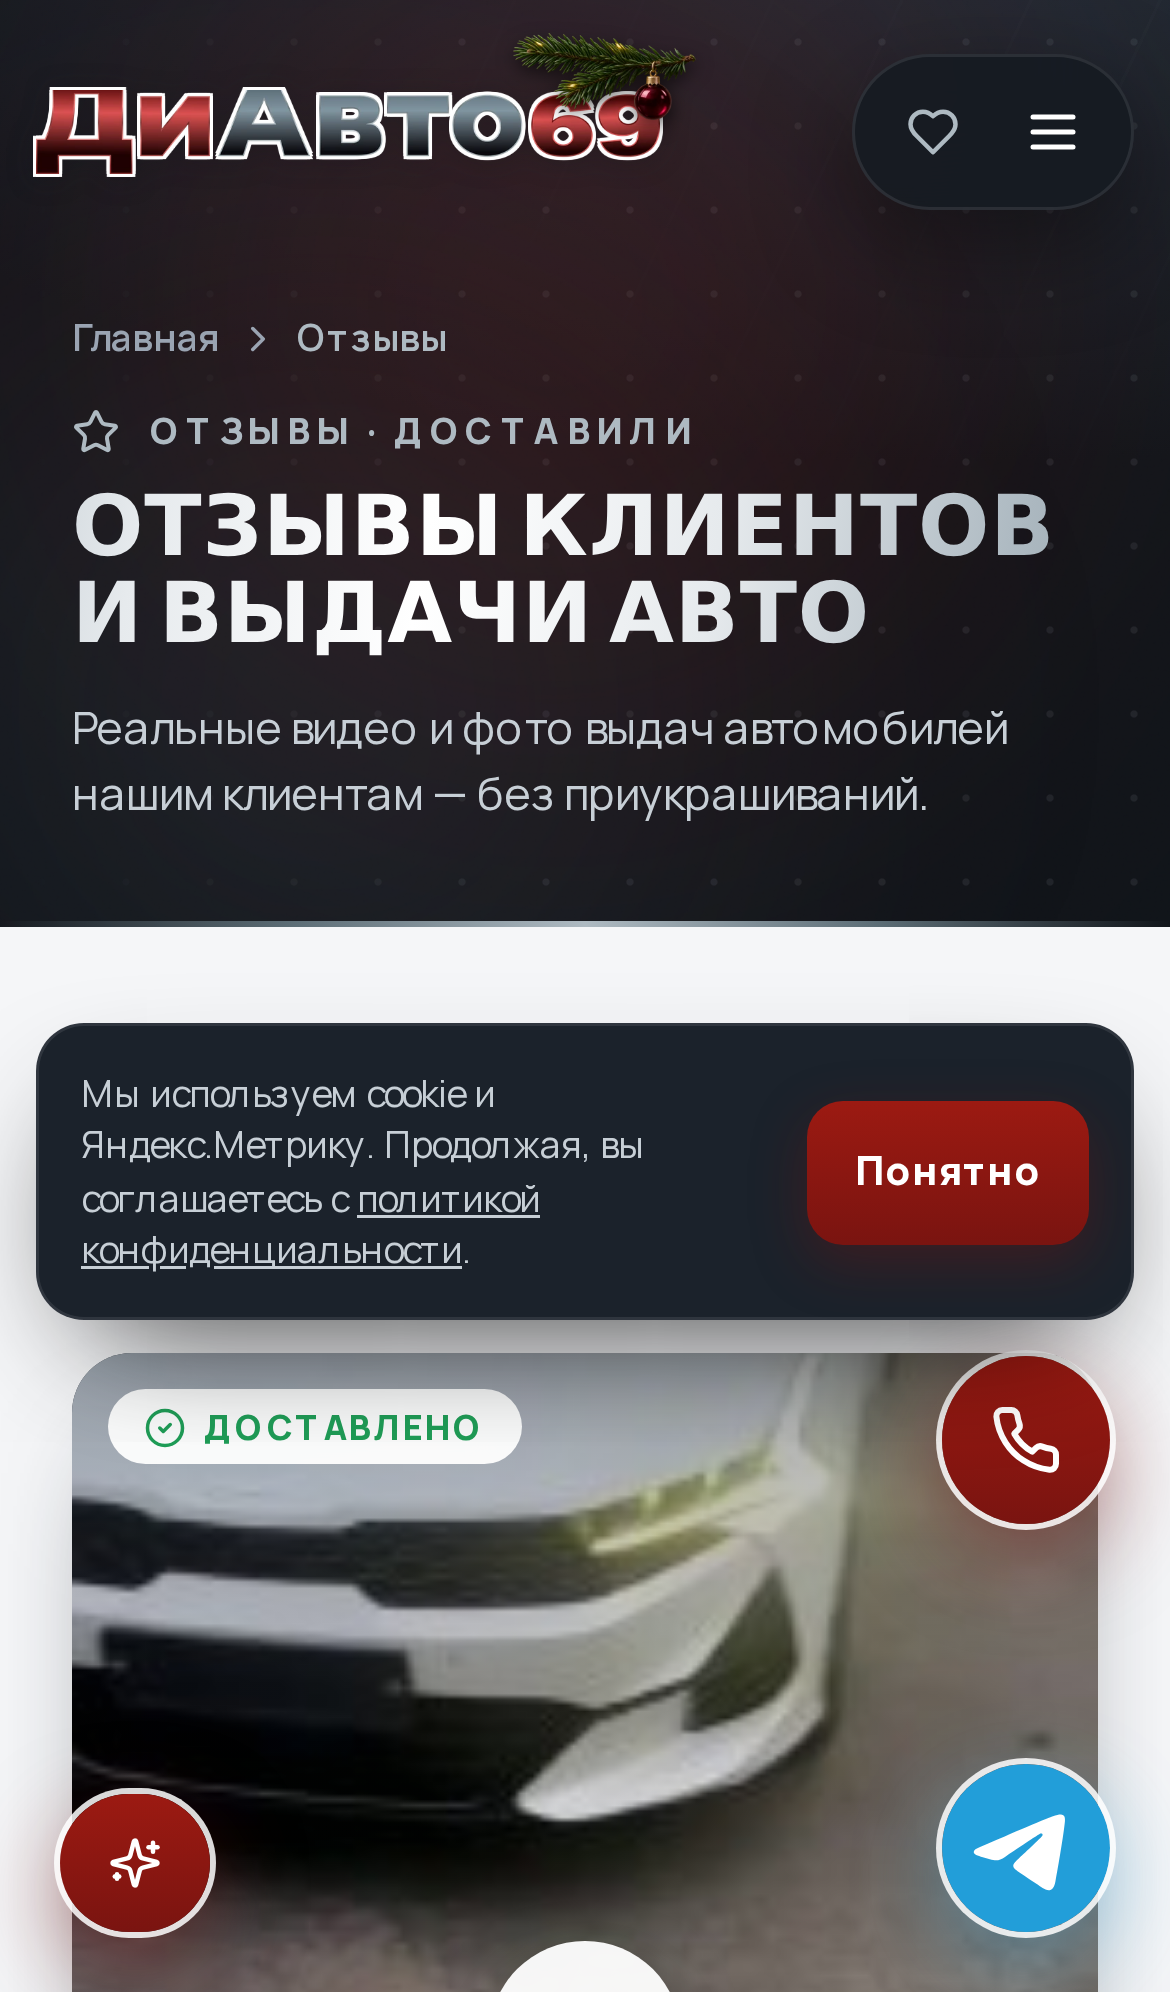 ДиАвто69
Главная > Отзывы
ОТЗЫВЫ · ДОСТАВИЛИ
ОТЗЫВЫ КЛИЕНТОВ
И ВЫДАЧИ АВТО
Реальные видео и фото выдач автомобилей
нашим клиентам — без приукрашиваний.
Мы используем cookie и
Яндекс.Метрику. Продолжая, вы
соглашаетесь с политикой
конфиденциальности.
Понятно
ДОСТАВЛЕНО